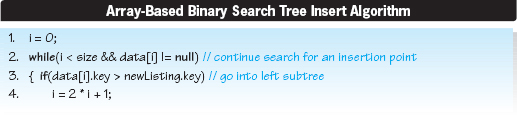 Array-Based Binary Search Tree Insert Algorithm
1. i = 0;
2. while(i < size && data[i] != null) // continue search for an insertion point
3. { if(data[i].key > newListing.key) // go into left subtree
4. i = 2 * i + 1;